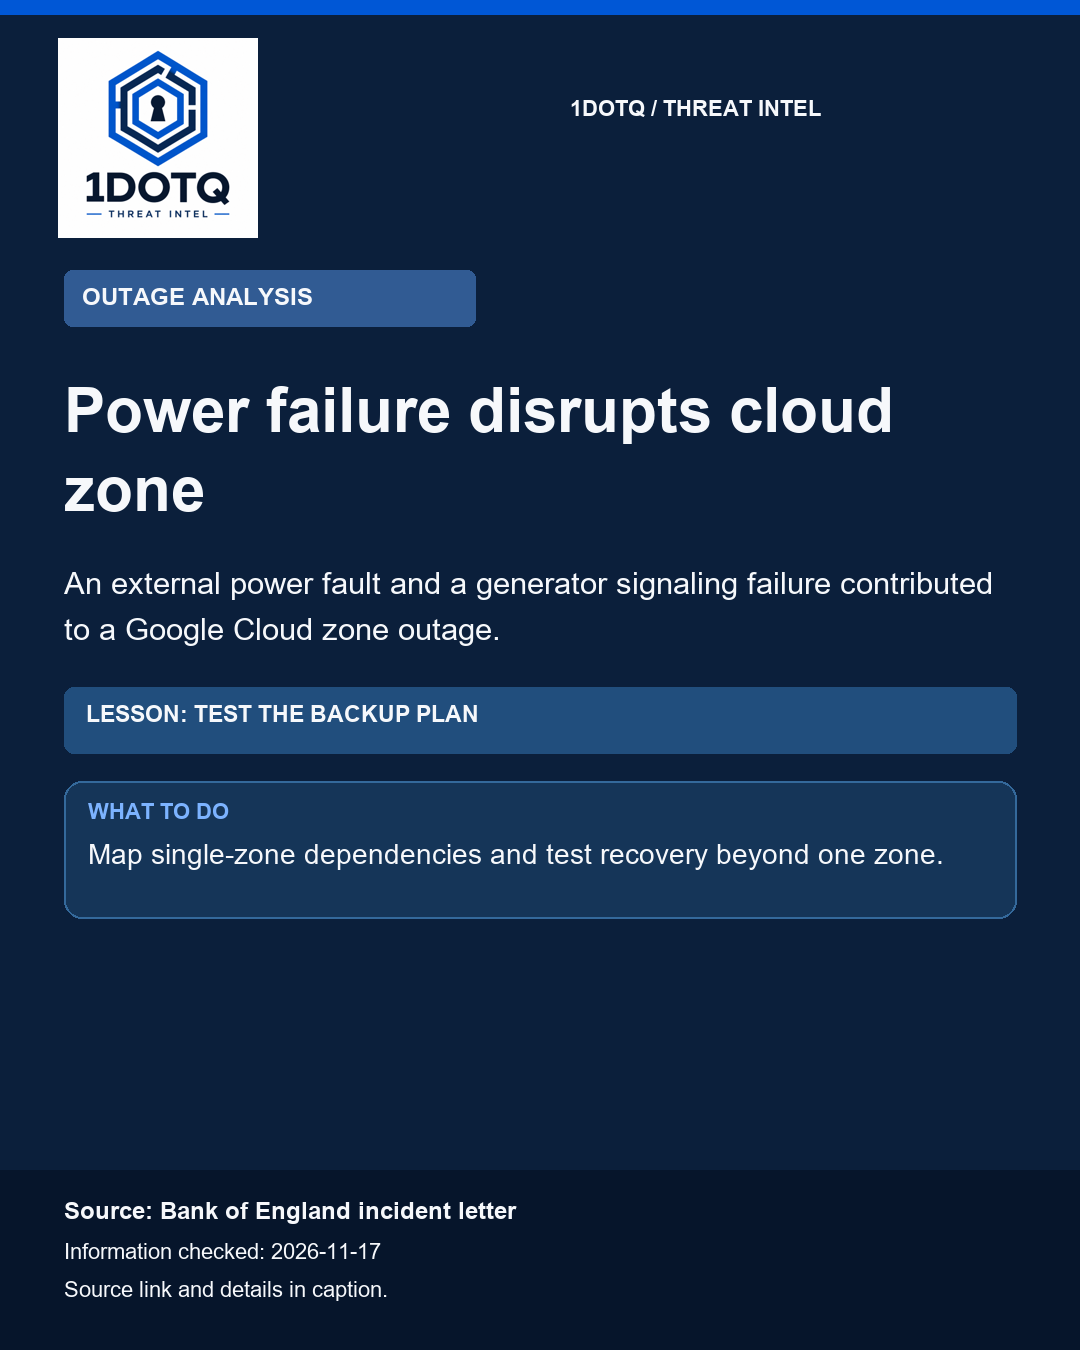 1DOTQ
THREAT INTEL
1DOTQ / THREAT INTEL
OUTAGE ANALYSIS
Power failure disrupts cloud
zone
An external power fault and a generator signaling failure contributed
to a Google Cloud zone outage.
LESSON: TEST THE BACKUP PLAN
WHAT TO DO
Map single-zone dependencies and test recovery beyond one zone.
Source: Bank of England incident letter
Information checked: 2026-11-17
Source link and details in caption.